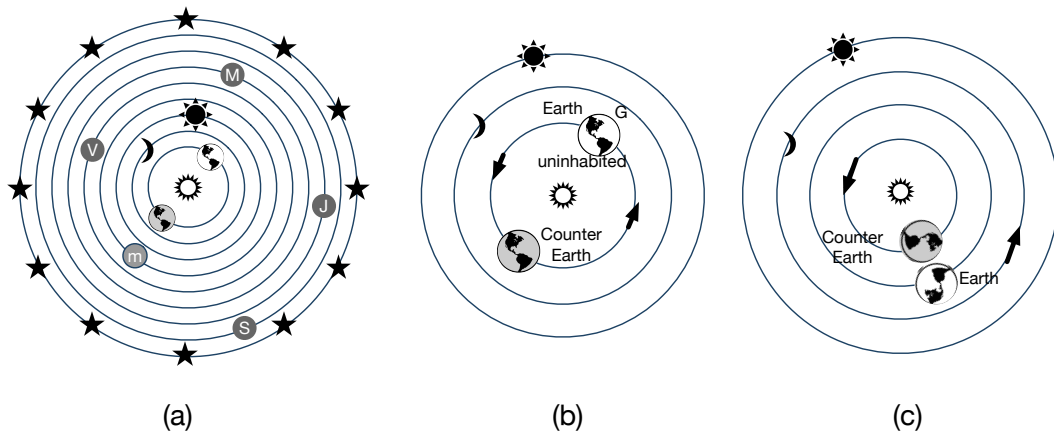 M
V
J
m
S
(a)
Earth G
uninhabited
Counter
Earth
(b)
Counter
Earth
Earth
(c)